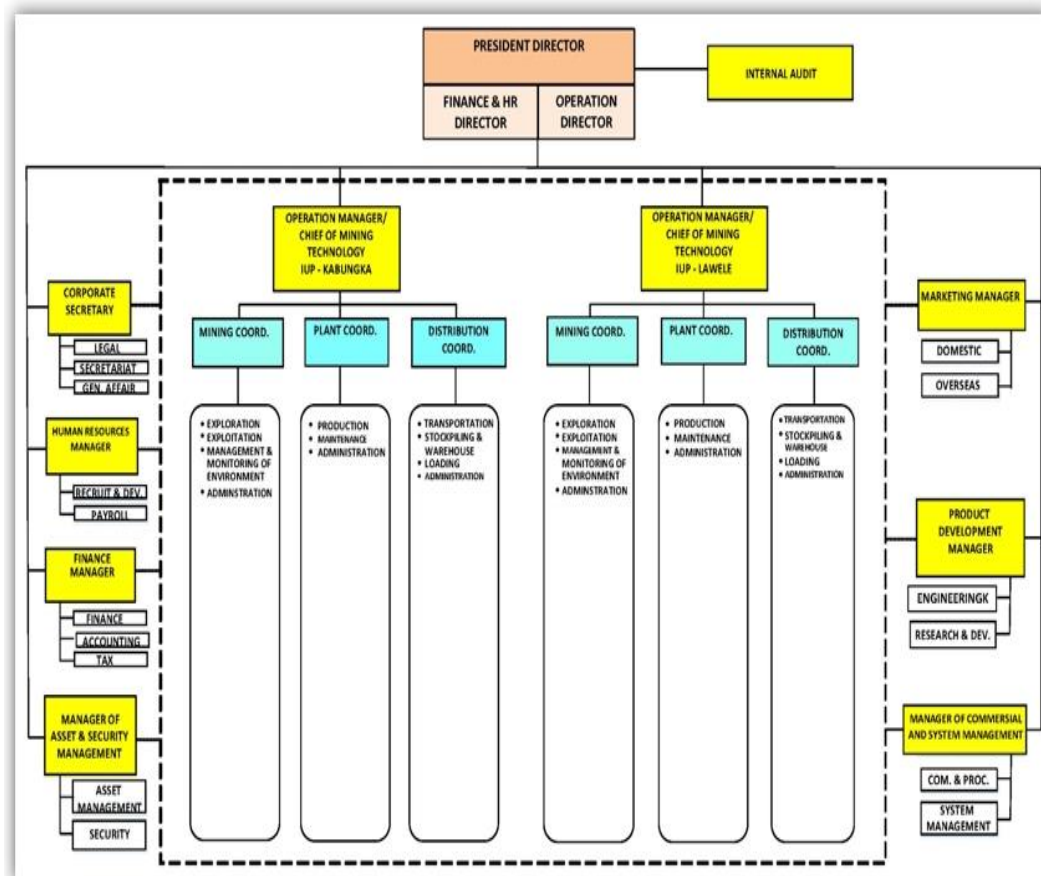 PRESIDENT DIRECTOR
INTERNAL AUDIT
FINANCE & HR
DIRECTOR
OPERATION
DIRECTOR
OPERATION MANAGER/
CHIEF OF MINING
TECHNOLOGY
IUP - KABUNGKA
OPERATION MANAGER/
CHIEF OF MINING
TECHNOLOGY
IUP - LAWELE
CORPORATE
SECRETARY
LEGAL
SECRETARIAT
GEN. AFFAIR
HUMAN RESOURCES
MANAGER
RECRUIT & DEV.
PAYROLL
FINANCE
MANAGER
FINANCE
ACCOUNTING
TAX
MANAGER OF
ASSET & SECURITY
MANAGEMENT
ASSET
MANAGEMENT
SECURITY
MINING COORD.
PLANT COORD.
DISTRIBUTION
COORD.
• EXPLORATION
• EXPLOITATION
• MANAGEMENT &
MONITORING OF
ENVIRONMENT
• ADMINSTRATION
• PRODUCTION
• MAINTENANCE
• ADMINISTRATION
• TRANSPORTATION
• STOCKPILING &
WAREHOUSE
• LOADING
• ADMINISTRATION
MINING COORD.
PLANT COORD.
DISTRIBUTION
COORD.
• EXPLORATION
• EXPLOITATION
• MANAGEMENT &
MONITORING OF
ENVIRONMENT
• ADMINSTRATION
• PRODUCTION
• MAINTENANCE
• ADMINISTRATION
• TRANSPORTATION
• STOCKPILING &
WAREHOUSE
• LOADING
• ADMINISTRATION
MARKETING MANAGER
DOMESTIC
OVERSEAS
PRODUCT
DEVELOPMENT
MANAGER
ENGINEERINGK
RESEARCH & DEV.
MANAGER OF COMMERSIAL
AND SYSTEM MANAGEMENT
COM. & PROC.
SYSTEM
MANAGEMENT